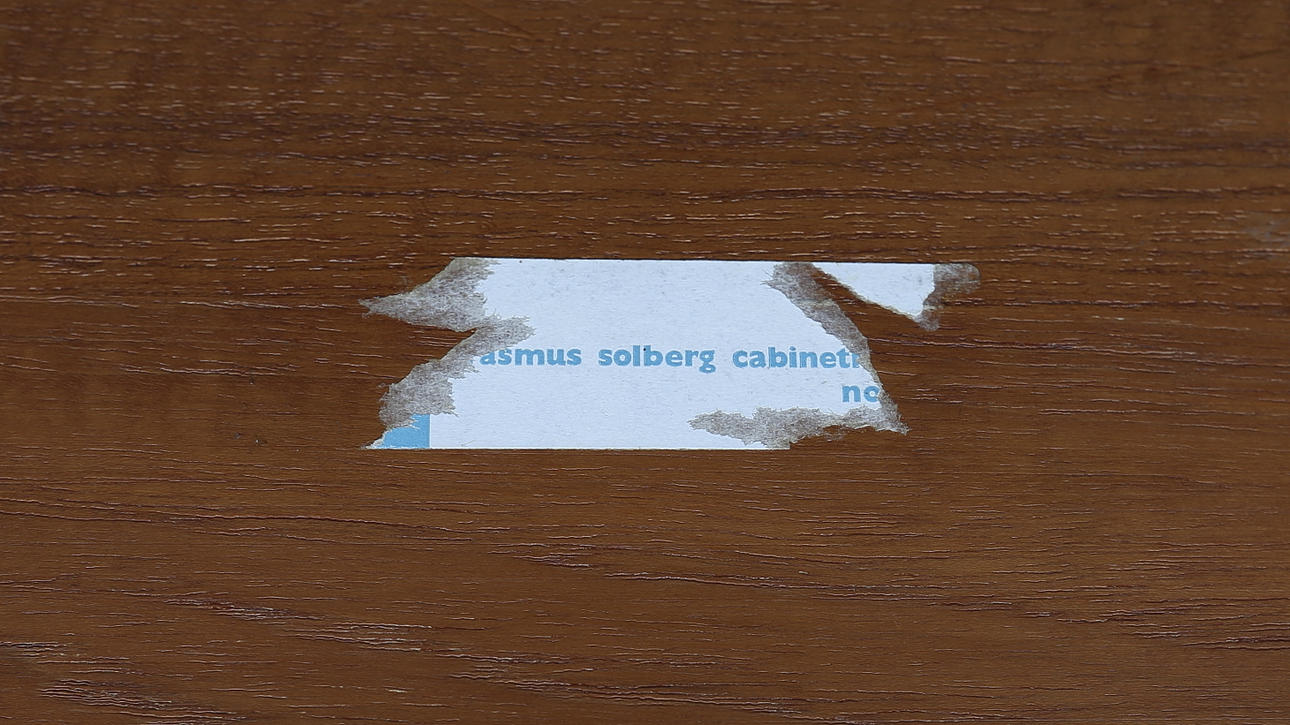 asmus solberg cabinet
no